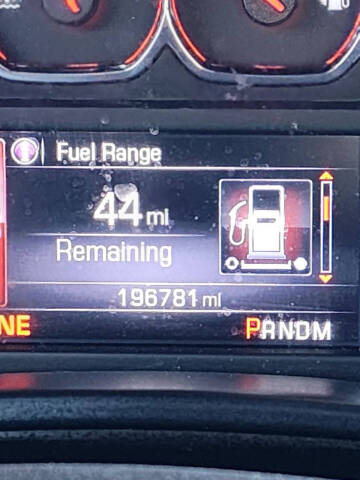 Fuel Range
44 mi
Remaining
196781 mi
NE
PRNDM